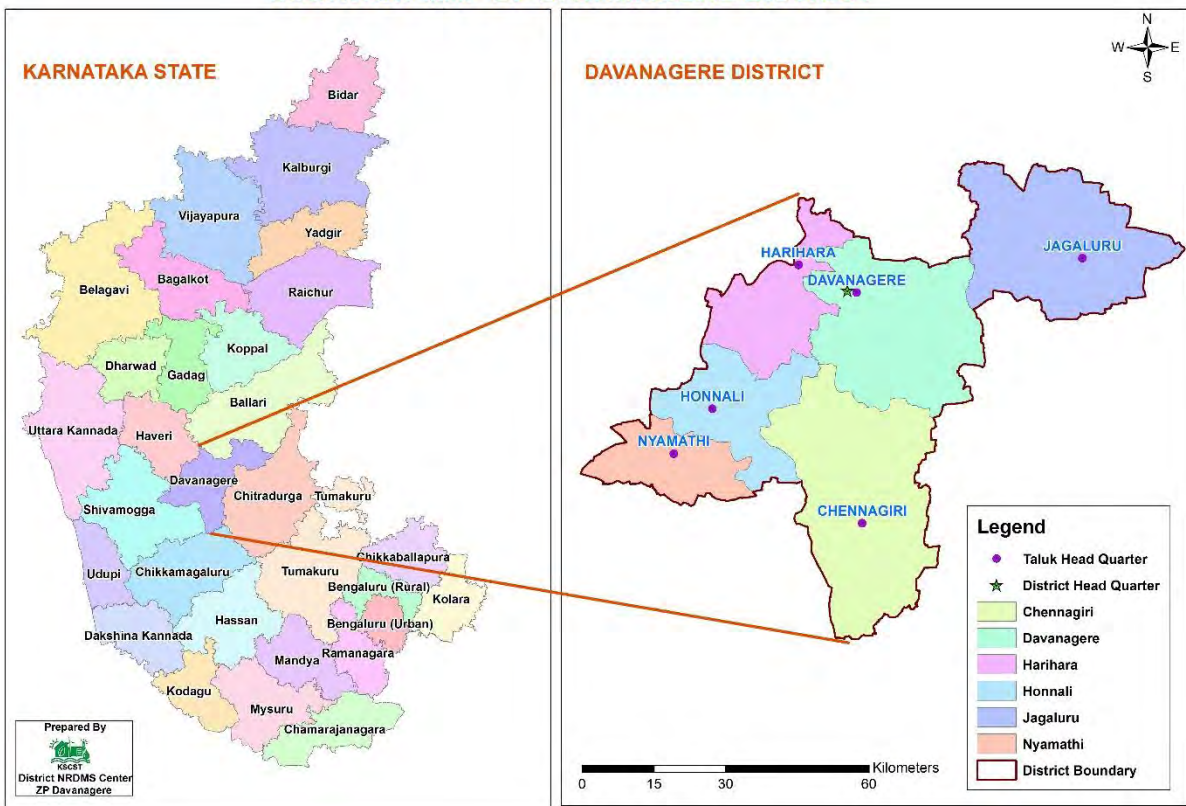 KARNATAKA STATE
Bidar
Kalburgi
Vijayapura
Yadgir
Bagalkot
Belagavi
Raichur
Koppal
Dharwad
Gadag
Ballari
Uttara Kannada
Haveri
Davanagere
Chitradurga
Tumakuru
Shivamogga
Chikkaballapura
Udupi
Chikkamagaluru
Tumakuru
Bengaluru (Rural)
Kolara
Hassan
Bengaluru (Urban)
Dakshina Kannada
Ramanagara
Mandya
Kodagu
Mysuru
Chamarajanagara
Prepared By
KSCST
District NRDMS Center
ZP Davanagere
DAVANAGERE DISTRICT
N
W
E
S
JAGALURU
HARIHARA
DAVANAGERE
HONNALI
NYAMATHI
CHENNAGIRI
Legend
Taluk Head Quarter
District Head Quarter
Chennagiri
Davanagere
Harihara
Honnali
Jagaluru
Nyamathi
District Boundary
Kilometers
0 15 30 60